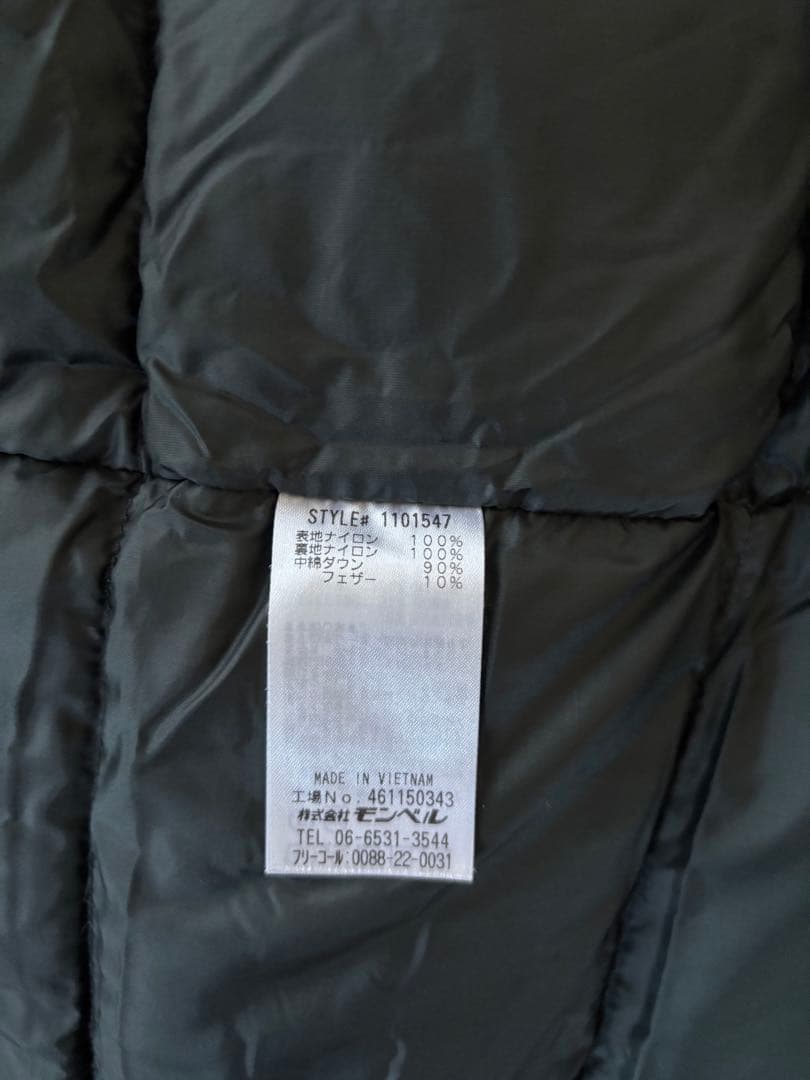 STYLE# 1101547
表地ナイロン 100%
裏地ナイロン 100%
中綿ダウン 90%
フェザー 10%
MADE IN VIETNAM
工場No. 461150343
株式会社 モンベル
TEL. 06-6531-3544
フリーコール:0088-22-0031